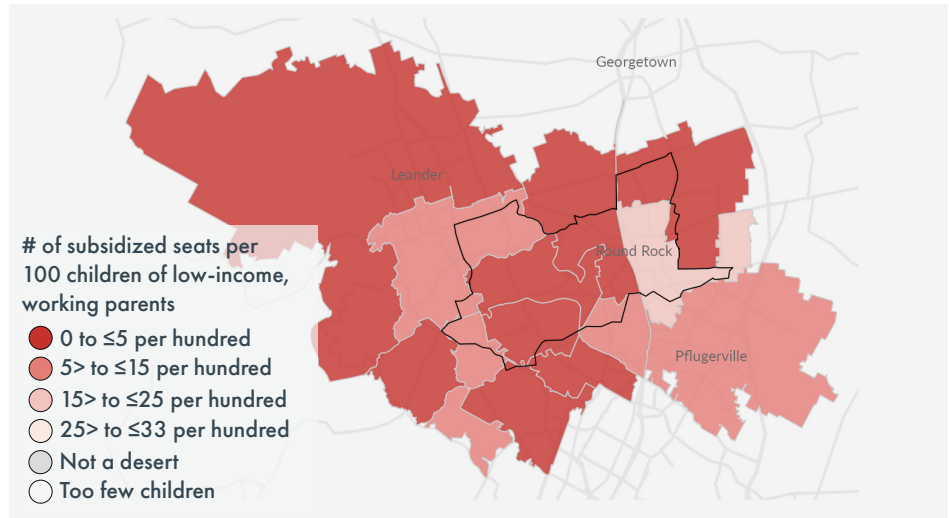 Georgetown
Leander
Round Rock
Pflugerville
# of subsidized seats per
100 children of low-income,
working parents
0 to ≤5 per hundred
5> to ≤15 per hundred
15> to ≤25 per hundred
25> to ≤33 per hundred
Not a desert
Too few children